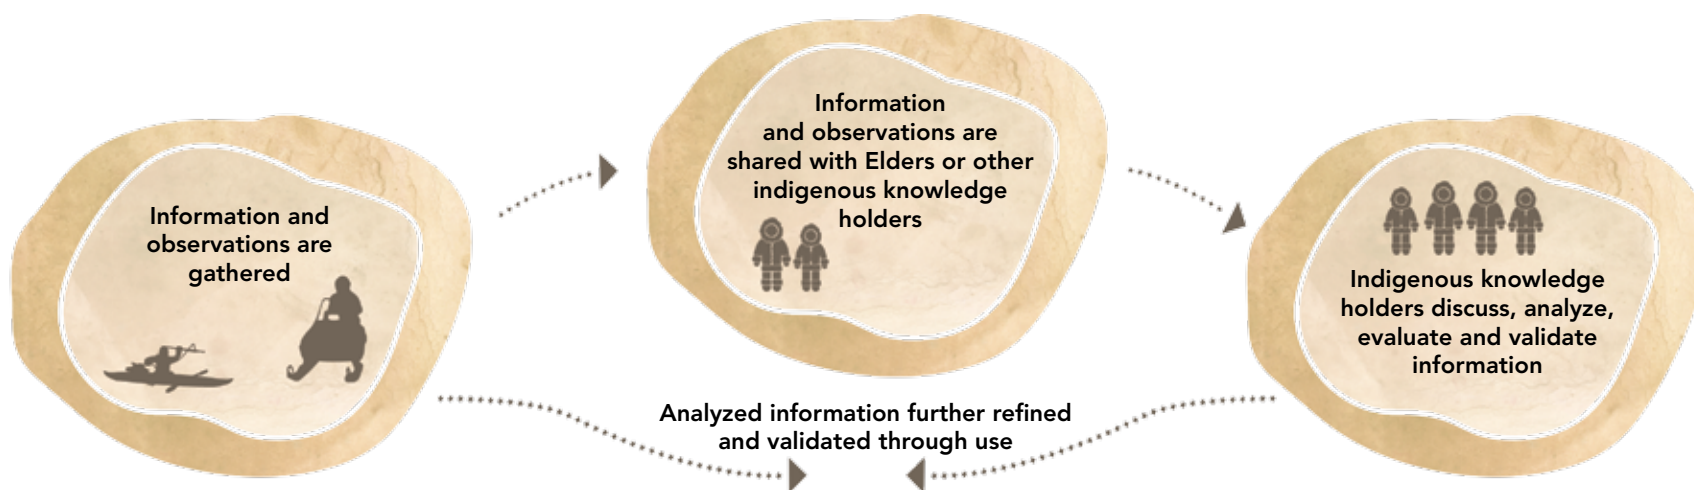 Information and
observations are
gathered
Information
and observations are
shared with Elders or other
indigenous knowledge
holders
Indigenous knowledge
holders discuss, analyze,
evaluate and validate
information
Analyzed information further refined
and validated through use